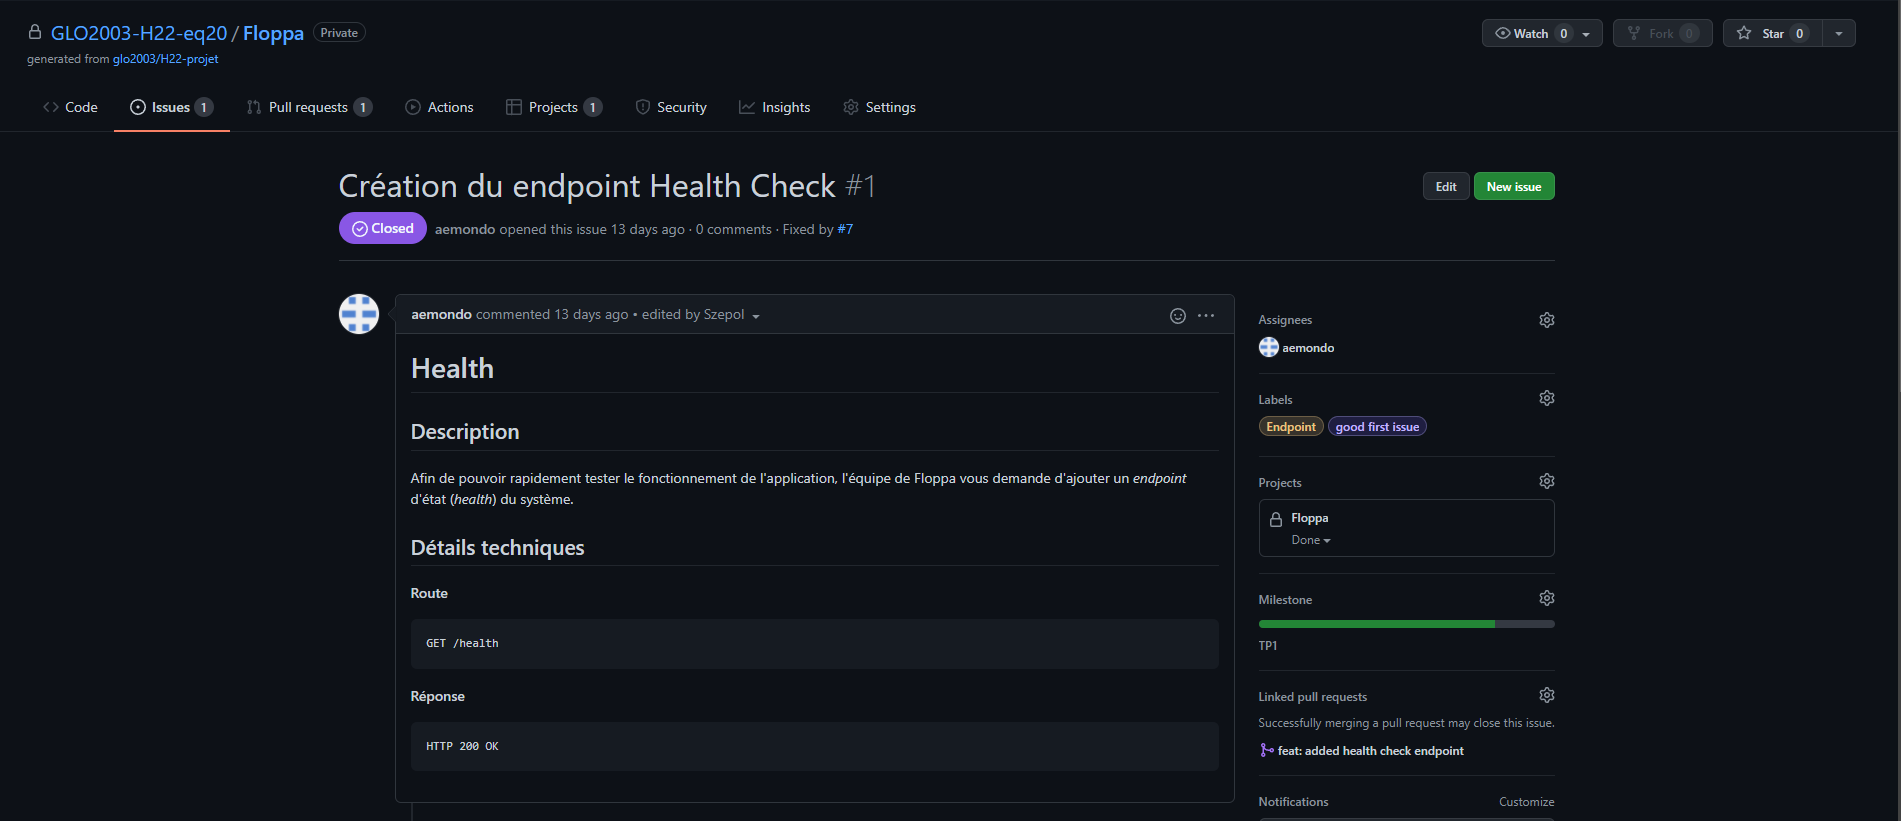 GLO2003-H22-eq20 / Floppa Private
generated from glo2003/H22-projet
Watch 0
Fork 0
Star 0
Code
Issues 1
Pull requests 1
Actions
Projects 1
Security
Insights
Settings
Création du endpoint Health Check #1
Edit
New issue
Closed
aemondo opened this issue 13 days ago · 0 comments · Fixed by #7
aemondo commented 13 days ago • edited by Szepol
Health
Description
Afin de pouvoir rapidement tester le fonctionnement de l'application, l'équipe de Floppa vous demande d'ajouter un endpoint
d'état (health) du système.
Détails techniques
Route
GET /health
Réponse
HTTP 200 OK
Assignees
aemondo
Labels
Endpoint good first issue
Projects
Floppa
Done
Milestone
TP1
Linked pull requests
Successfully merging a pull request may close this issue.
feat: added health check endpoint
Notifications Customize